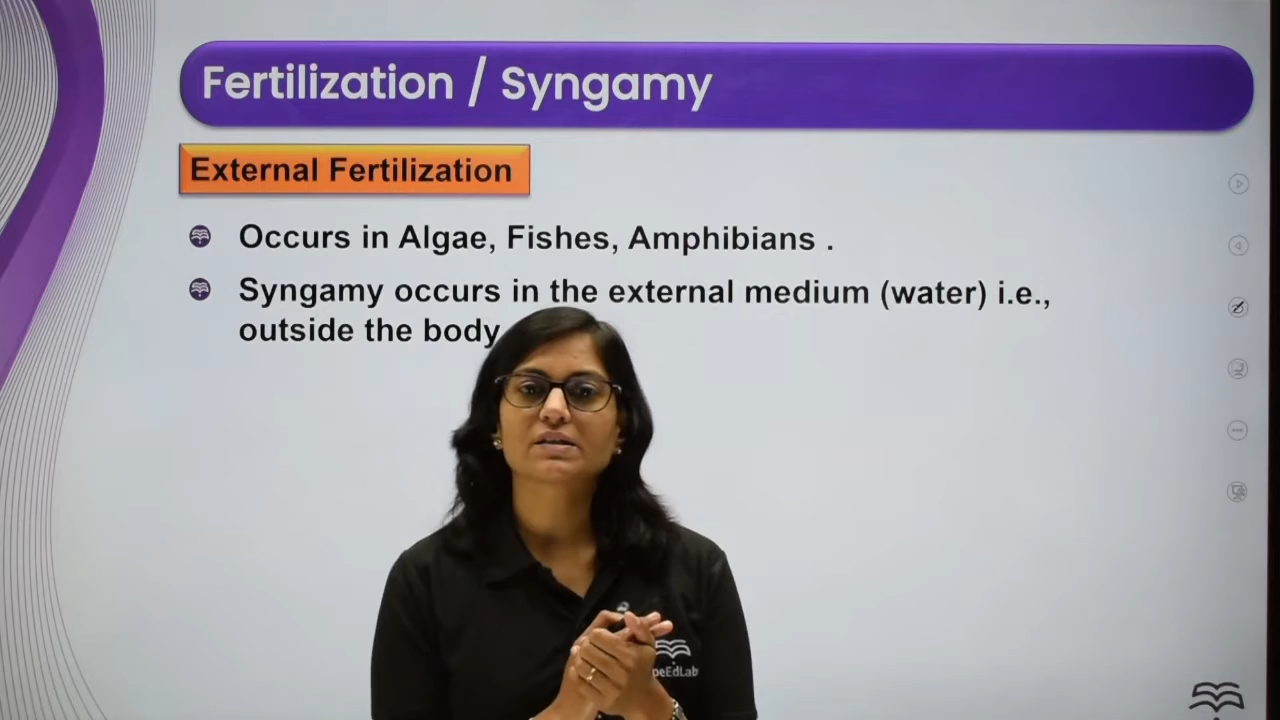 Fertilization / Syngamy
External Fertilization
Occurs in Algae, Fishes, Amphibians .
Syngamy occurs in the external medium (water) i.e.,
outside the body